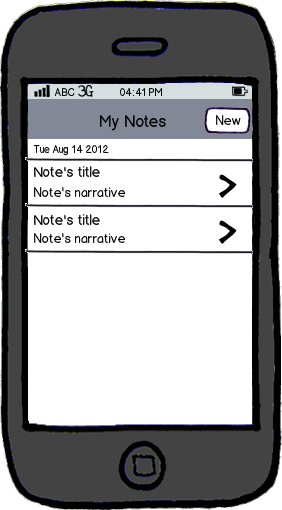 ABC 3G 04:41 PM
My Notes New
Tue Aug 14 2012
Note's title
Note's narrative
Note's title
Note's narrative